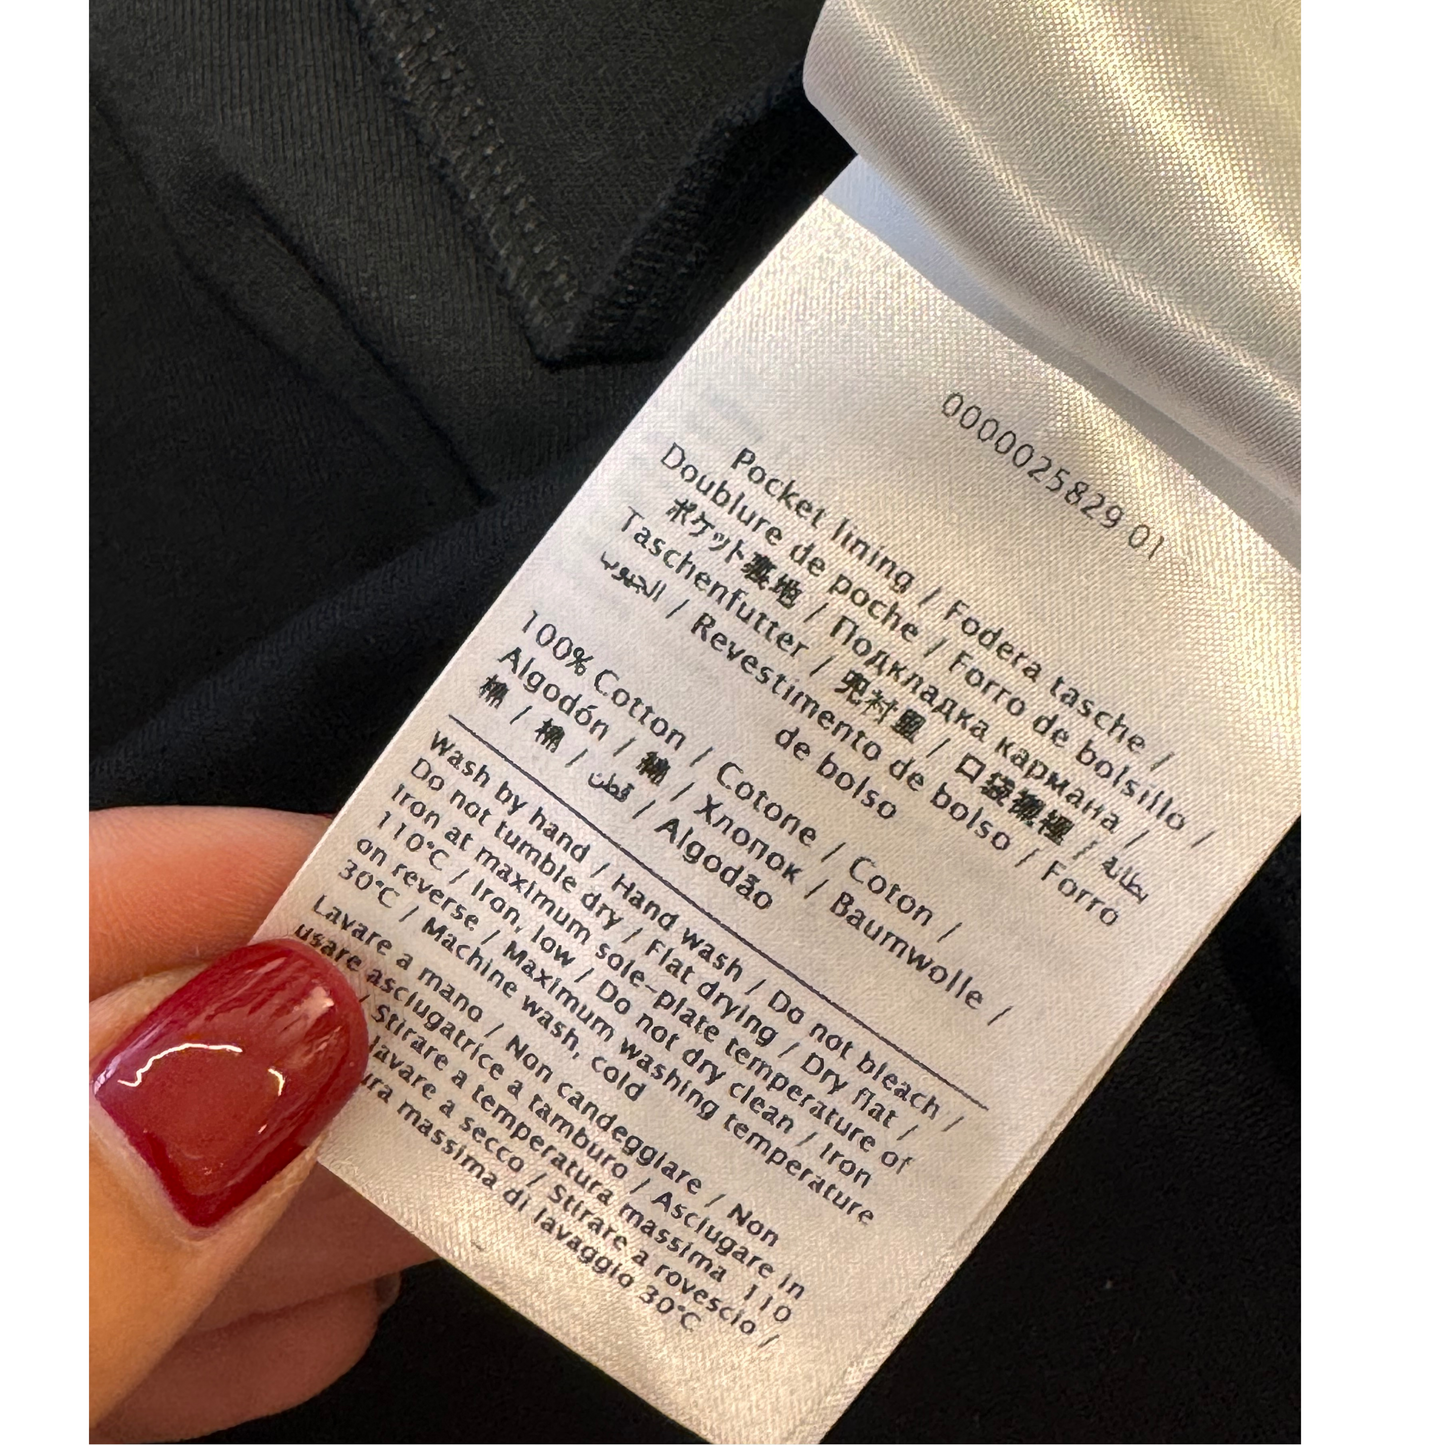 0000025829 01
Pocket lining / Fodera tasche /
Doublure de poche / Forro de bolsillo /
ポケット裏地 / Подкладка кармана /
Taschenfutter / 兜衬里 / 口袋襯裡 / بطانة
الجيوب / Revestimento de bolso / Forro
de bolso
100% Cotton / Cotone / Coton /
Algodón / 綿 / Хлопок / Baumwolle /
棉 / 棉 / قطن / Algodão
Wash by hand / Hand wash / Do not bleach /
Do not tumble dry / Flat drying / Dry flat /
Iron at maximum sole-plate temperature of
110°C / Iron, low / Do not dry clean / Iron
on reverse / Maximum washing temperature
30°C / Machine wash, cold
Lavare a mano / Non candeggiare / Non
usare asciugatrice a tamburo / Asciugare in
/ Stirare a temperatura massima 110
lavare a secco / Stirare a rovescio /
massima di lavaggio 30°C